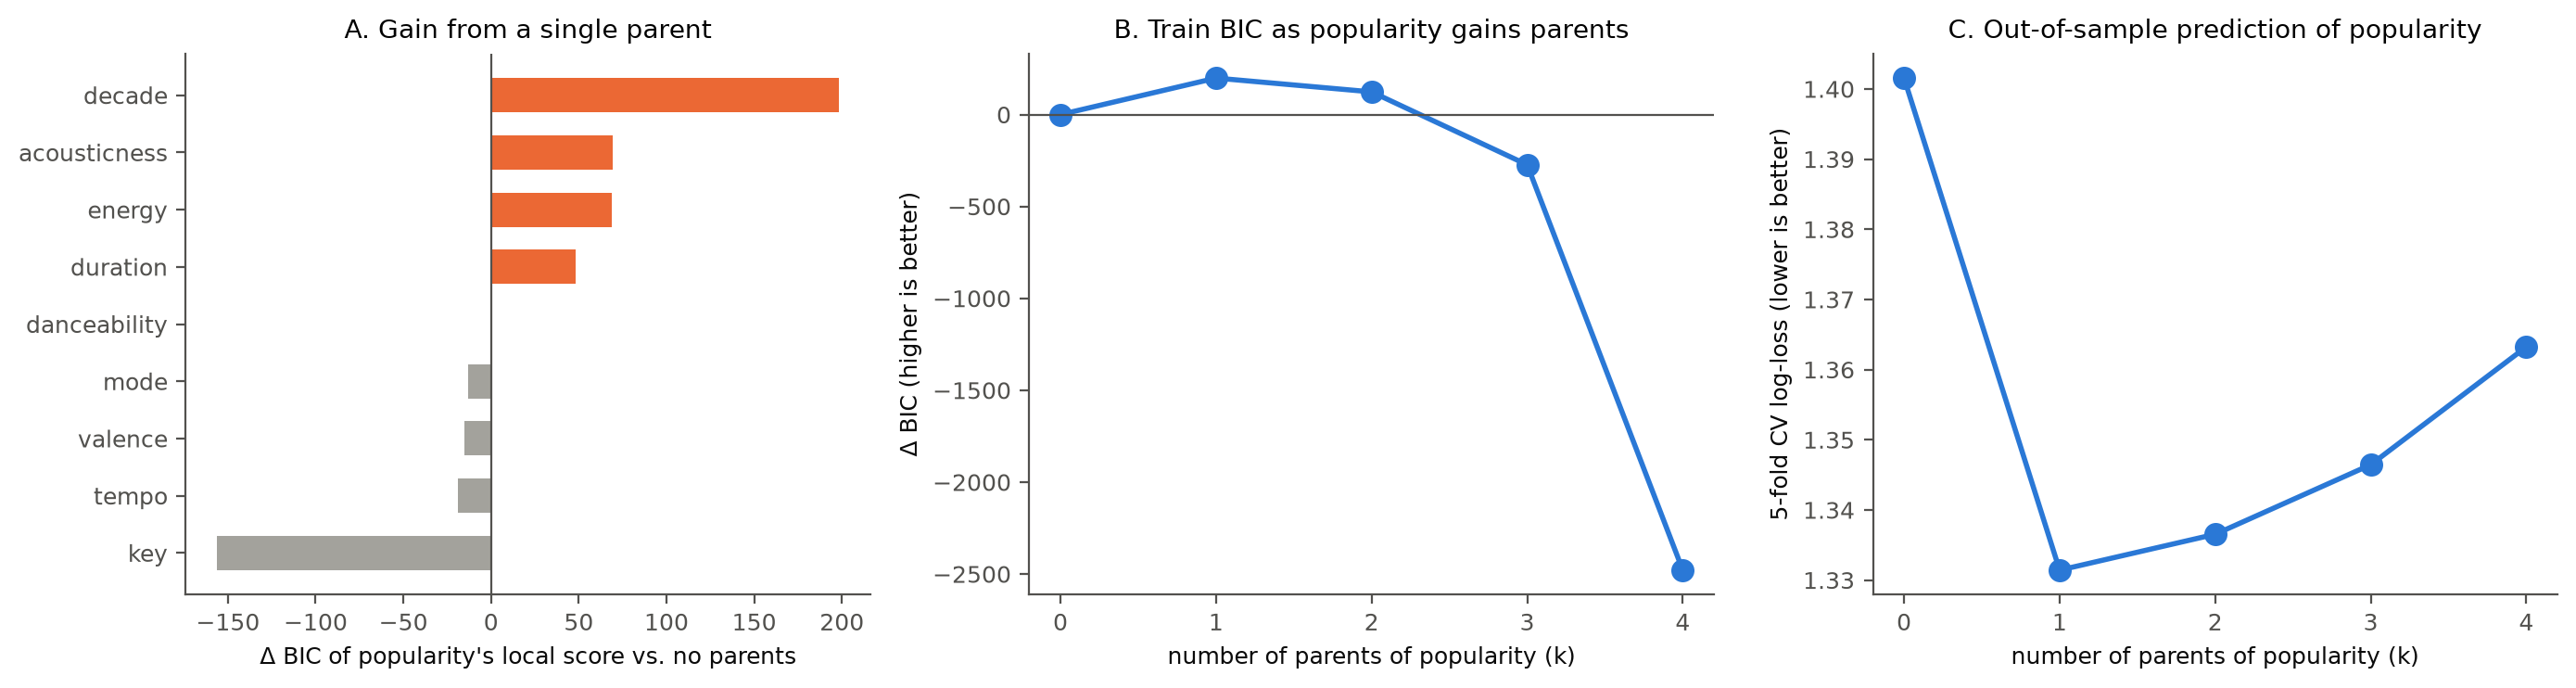 A. Gain from a single parent
decade
acousticness
energy
duration
danceability
mode
valence
tempo
key
−150 −100 −50 0 50 100 150 200
Δ BIC of popularity's local score vs. no parents
B. Train BIC as popularity gains parents
Δ BIC (higher is better)
0
−500
−1000
−1500
−2000
−2500
0 1 2 3 4
number of parents of popularity (k)
C. Out-of-sample prediction of popularity
5-fold CV log-loss (lower is better)
1.40
1.39
1.38
1.37
1.36
1.35
1.34
1.33
0 1 2 3 4
number of parents of popularity (k)